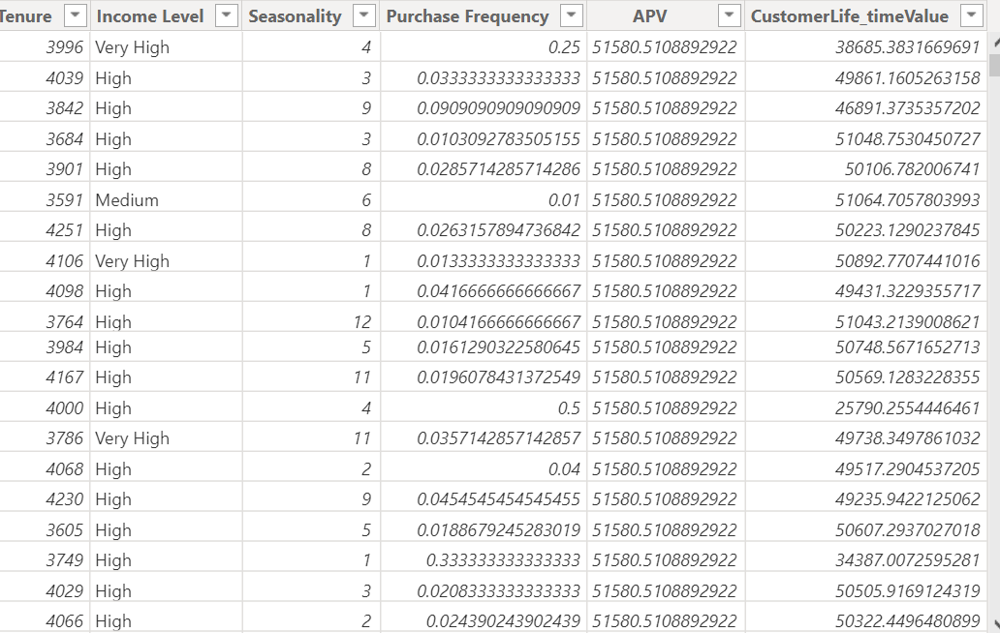 Tenure Income Level Seasonality Purchase Frequency APV CustomerLife_timeValue
3996 Very High 4 0.25 51580.5108892922 38685.3831669691
4039 High 3 0.0333333333333333 51580.5108892922 49861.1605263158
3842 High 9 0.0909090909090909 51580.5108892922 46891.3735357202
3684 High 3 0.0103092783505155 51580.5108892922 51048.7530450727
3901 High 8 0.0285714285714286 51580.5108892922 50106.782006741
3591 Medium 6 0.01 51580.5108892922 51064.7057803993
4251 High 8 0.0263157894736842 51580.5108892922 50223.1290237845
4106 Very High 1 0.0133333333333333 51580.5108892922 50892.7707441016
4098 High 1 0.0416666666666667 51580.5108892922 49431.3229355717
3764 High 12 0.0104166666666667 51580.5108892922 51043.2139008621
3984 High 5 0.0161290322580645 51580.5108892922 50748.5671652713
4167 High 11 0.0196078431372549 51580.5108892922 50569.1283228355
4000 High 4 0.5 51580.5108892922 25790.2554446461
3786 Very High 11 0.0357142857142857 51580.5108892922 49738.3497861032
4068 High 2 0.04 51580.5108892922 49517.2904537205
4230 High 9 0.0454545454545455 51580.5108892922 49235.9422125062
3605 High 5 0.0188679245283019 51580.5108892922 50607.2937027018
3749 High 1 0.333333333333333 51580.5108892922 34387.0072595281
4029 High 3 0.0208333333333333 51580.5108892922 50505.9169124319
4066 High 2 0.024390243902439 51580.5108892922 50322.4496480899